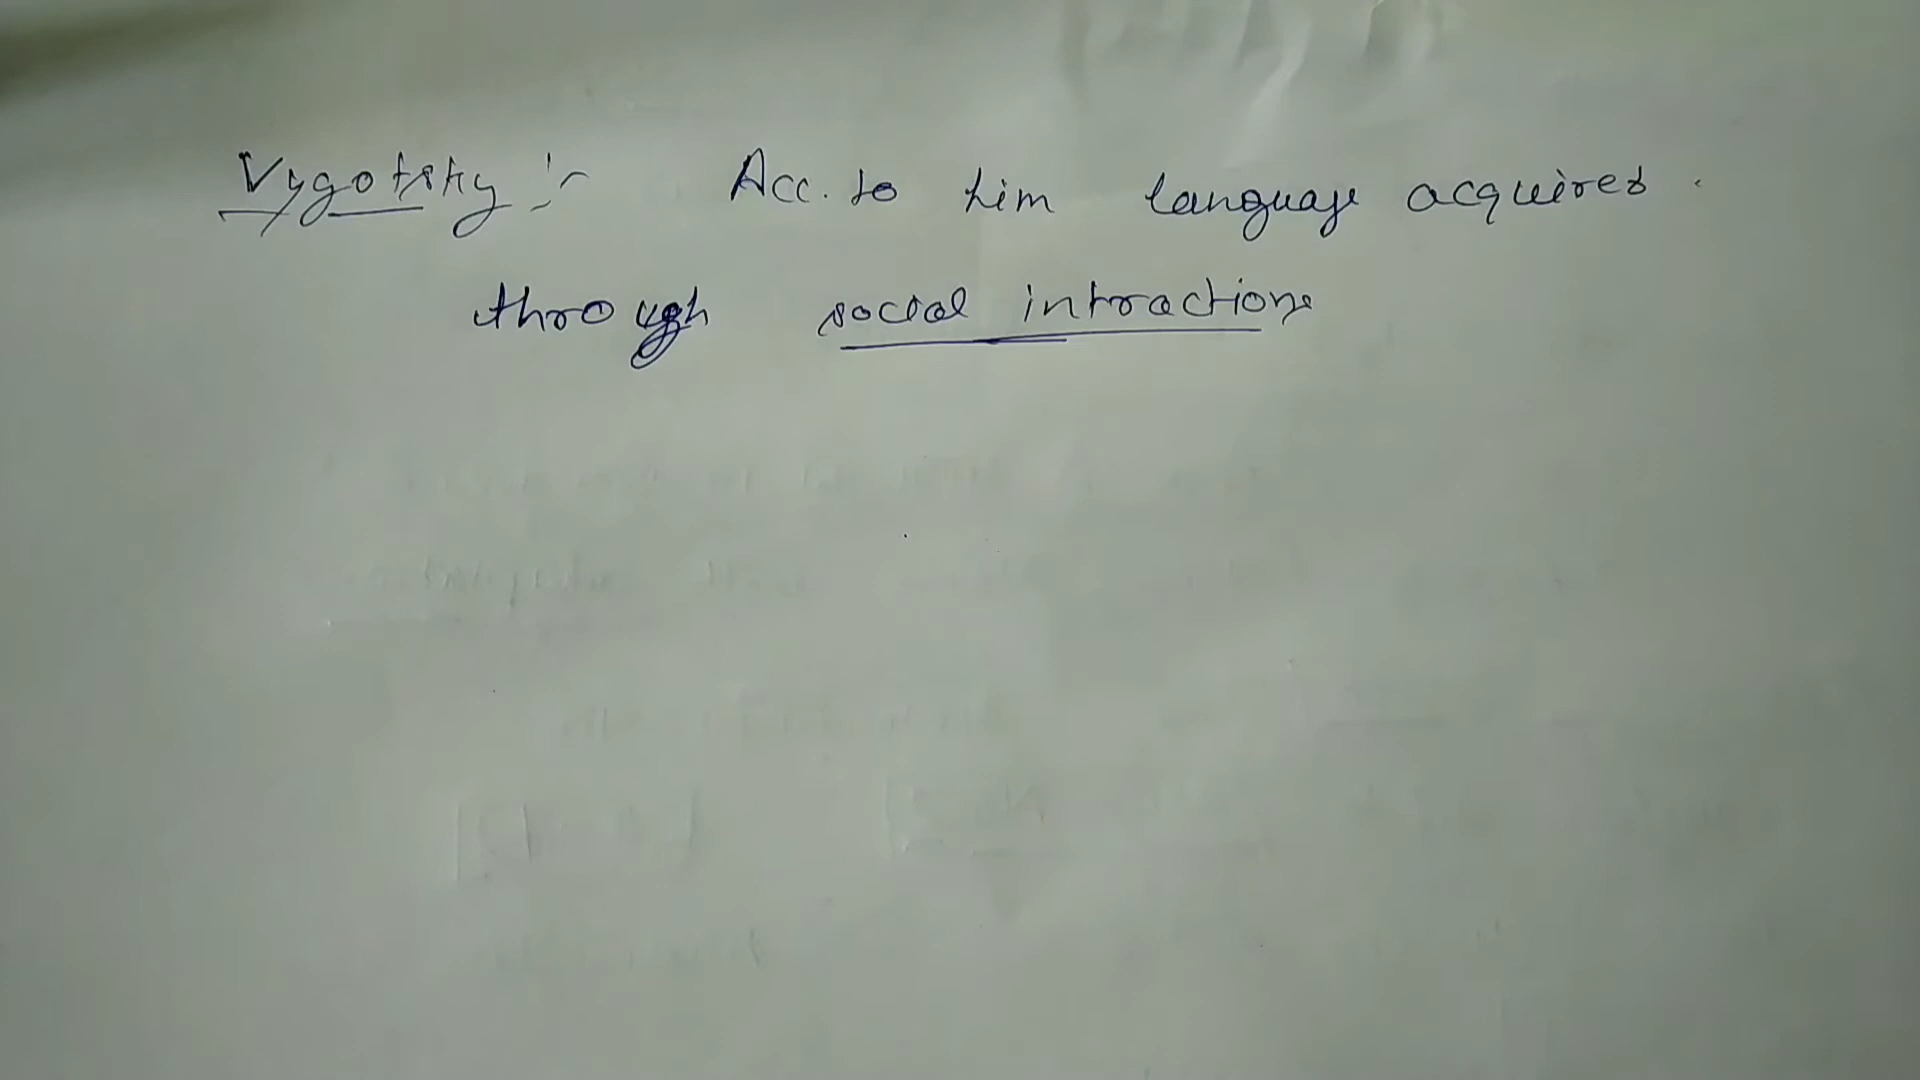 Vygotsky :- Acc. to him language acquires
through social intractions